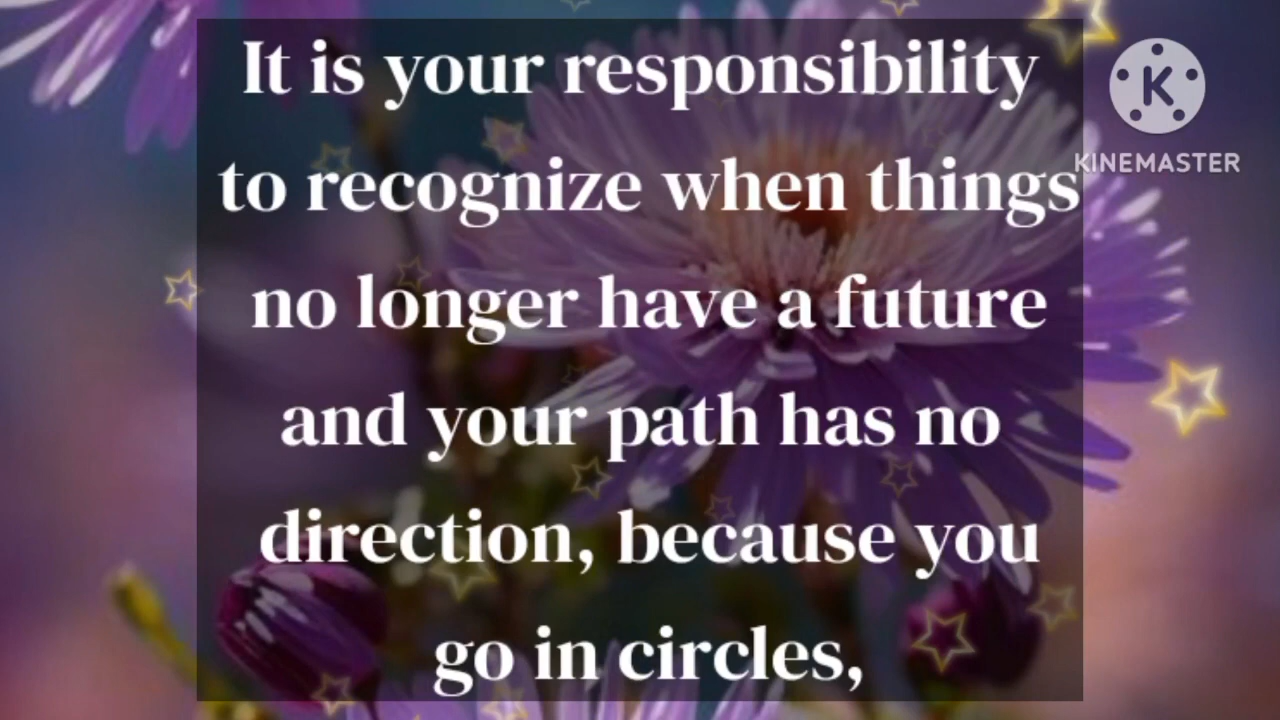 It is your responsibility
to recognize when things
no longer have a future
and your path has no
direction, because you
go in circles,
K
KINEMASTER